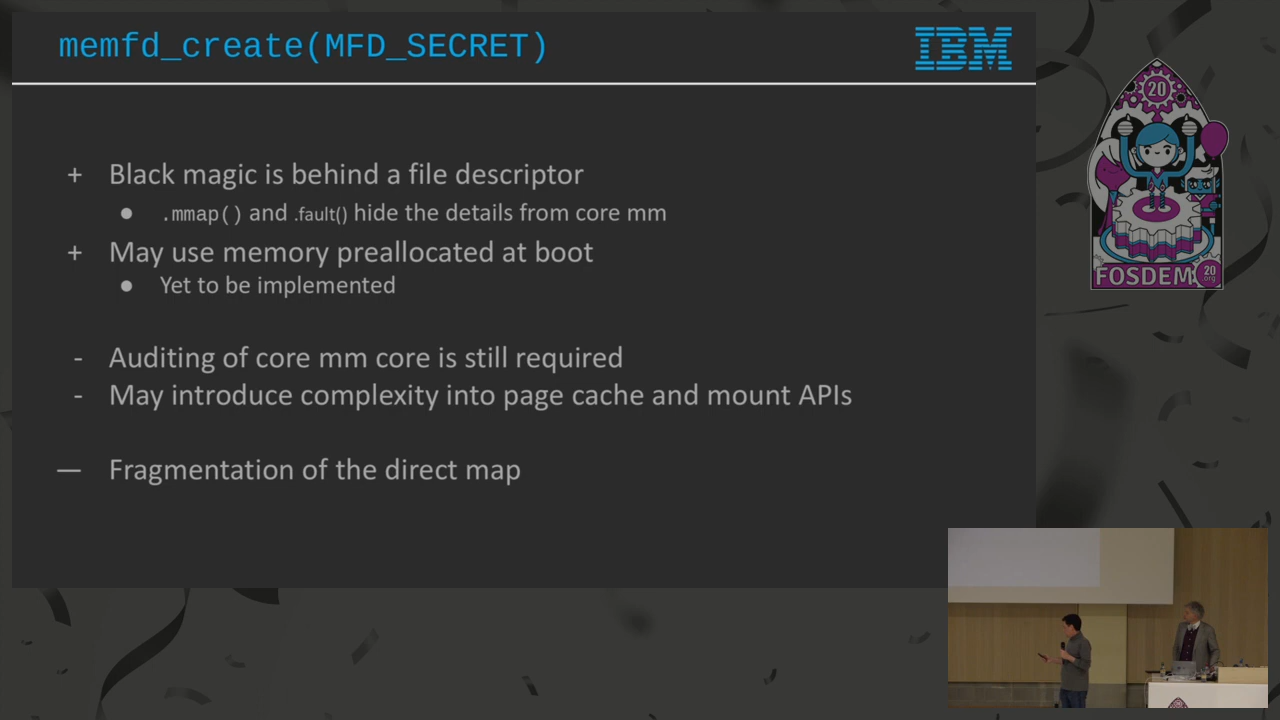 memfd_create(MFD_SECRET)
IBM
+ Black magic is behind a file descriptor
● .mmap() and .fault() hide the details from core mm
+ May use memory preallocated at boot
● Yet to be implemented
- Auditing of core mm core is still required
- May introduce complexity into page cache and mount APIs
— Fragmentation of the direct map
20
FOSDEM
20
.org